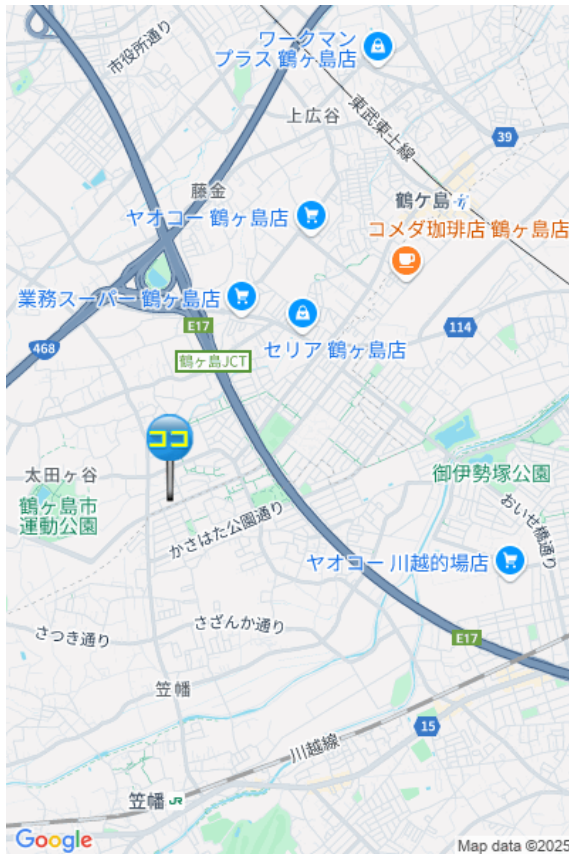 市役所通り
ワークマン
プラス 鶴ヶ島店
上広谷
東武東上線
39
藤金
鶴ケ島
ヤオコー 鶴ヶ島店
コメダ珈琲店 鶴ヶ島店
業務スーパー 鶴ヶ島店
E17
114
468
セリア 鶴ヶ島店
鶴ヶ島JCT
ココ
太田ヶ谷
御伊勢塚公園
鶴ヶ島市
運動公園
おいせ橋通り
かさはた公園通り
ヤオコー 川越的場店
さつき通り
さざんか通り
E17
笠幡
15
川越線
笠幡 JR
Google
Map data ©2025